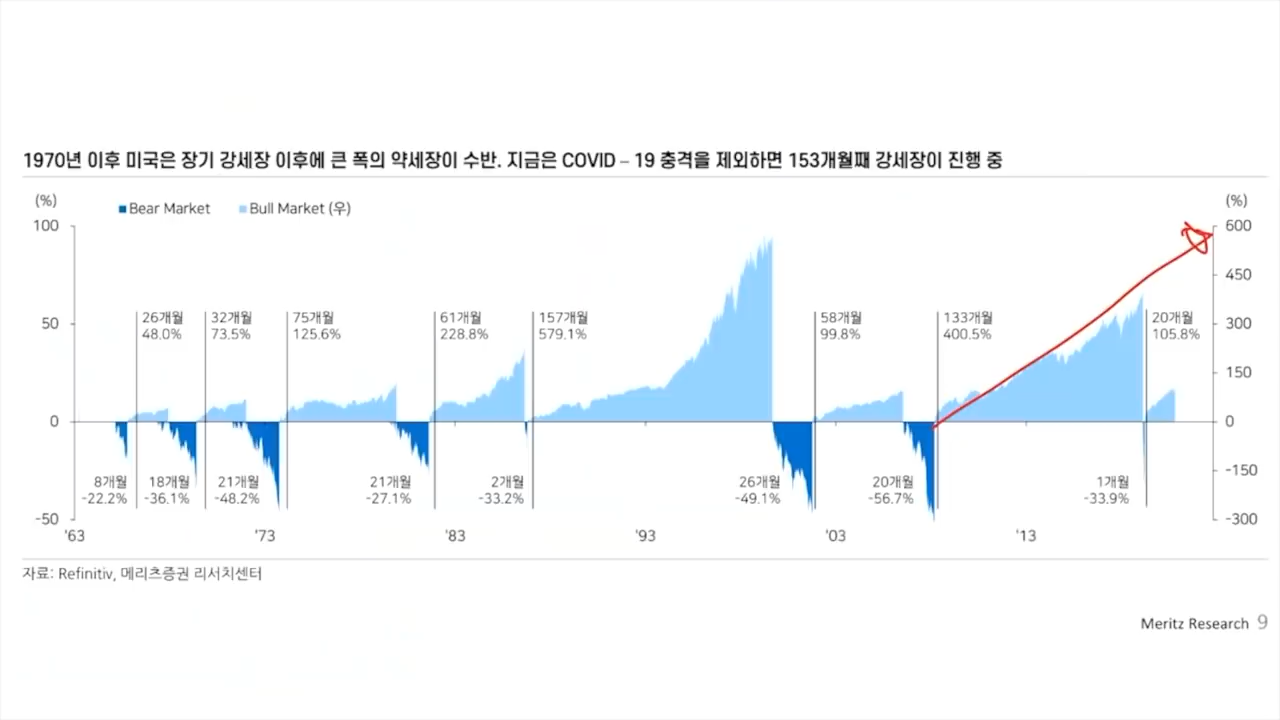 1970년 이후 미국은 장기 강세장 이후에 큰 폭의 약세장이 수반. 지금은 COVID – 19 충격을 제외하면 153개월째 강세장이 진행 중
(%)
(%)
Bear Market
Bull Market (우)
100
50
0
-50
600
450
300
150
0
-150
-300
26개월
48.0%
32개월
73.5%
75개월
125.6%
61개월
228.8%
157개월
579.1%
58개월
99.8%
133개월
400.5%
20개월
105.8%
8개월
-22.2%
18개월
-36.1%
21개월
-48.2%
21개월
-27.1%
2개월
-33.2%
26개월
-49.1%
20개월
-56.7%
1개월
-33.9%
'63
'73
'83
'93
'03
'13
자료: Refinitiv, 메리츠증권 리서치센터
Meritz Research 9